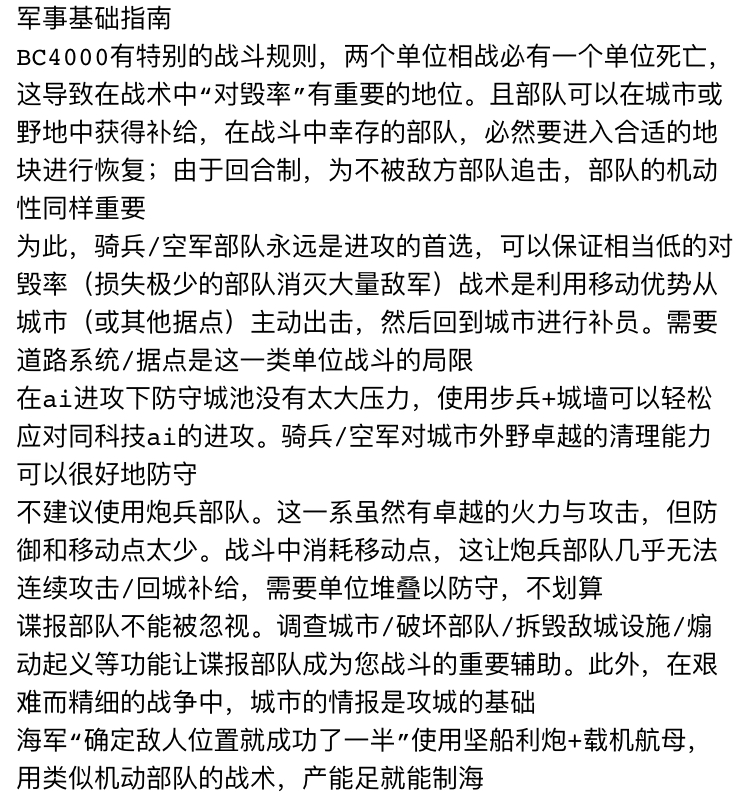 军事基础指南
BC4000有特别的战斗规则，两个单位相战必有一个单位死亡，
这导致在战术中“对毁率”有重要的地位。且部队可以在城市或
野地中获得补给，在战斗中幸存的部队，必然要进入合适的地
块进行恢复；由于回合制，为不被敌方部队追击，部队的机动
性同样重要
为此，骑兵/空军部队永远是进攻的首选，可以保证相当低的对
毁率（损失极少的部队消灭大量敌军）战术是利用移动优势从
城市（或其他据点）主动出击，然后回到城市进行补员。需要
道路系统/据点是这一类单位战斗的局限
在ai进攻下防守城池没有太大压力，使用步兵+城墙可以轻松
应对同科技ai的进攻。骑兵/空军对城市外野卓越的清理能力
可以很好地防守
不建议使用炮兵部队。这一系虽然有卓越的火力与攻击，但防
御和移动点太少。战斗中消耗移动点，这让炮兵部队几乎无法
连续攻击/回城补给，需要单位堆叠以防守，不划算
谍报部队不能被忽视。调查城市/破坏部队/拆毁敌城设施/煽
动起义等功能让谍报部队成为您战斗的重要辅助。此外，在艰
难而精细的战争中，城市的情报是攻城的基础
海军“确定敌人位置就成功了一半”使用坚船利炮+载机航母，
用类似机动部队的战术，产能足就能制海